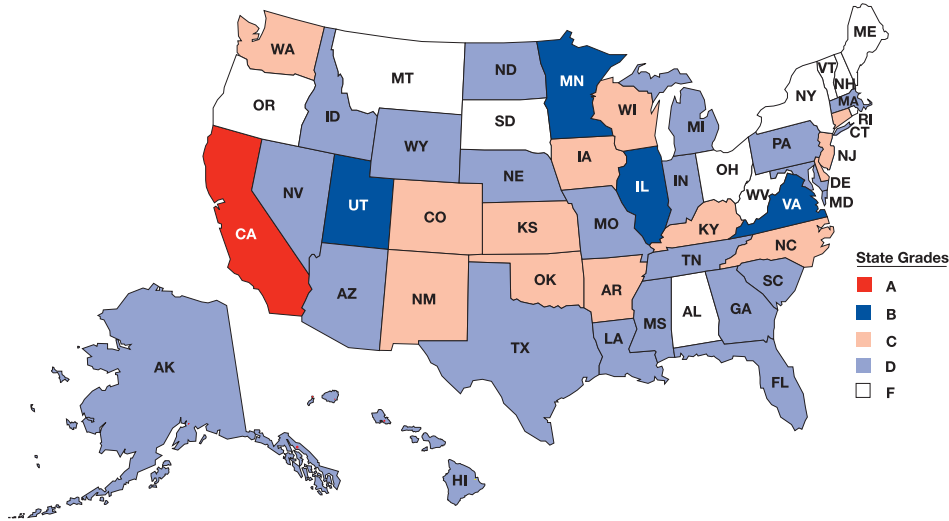 ME
WA
VT
ND
MT
NH
MN
OR
NY
MA
WI
ID
SD
RI
MI
CT
WY
PA
IA
NJ
OH
NE
IN
DE
NV
IL
WV
MD
UT
VA
CO
MO
KS
KY
CA
NC
TN
State Grades
OK
SC
A
AR
AZ
NM
B
AL
GA
MS
C
LA
TX
AK
D
FL
F
HI